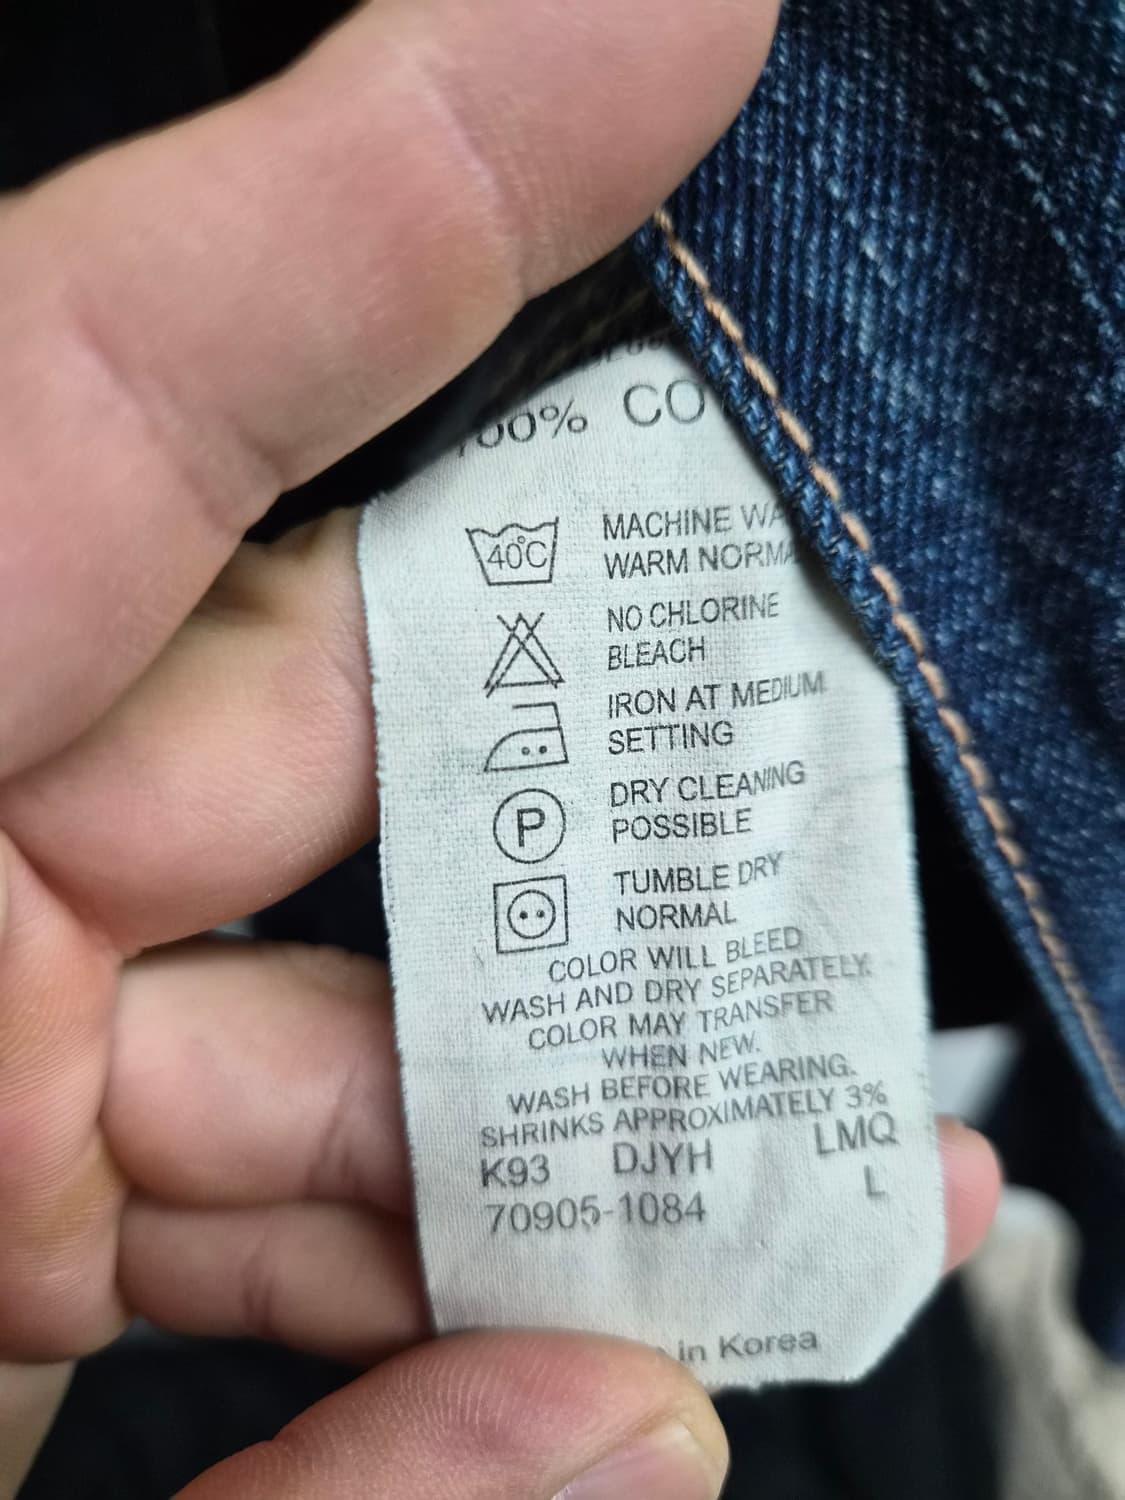 100% CO
40°C
MACHINE WA
WARM NORMA
NO CHLORINE
BLEACH
IRON AT MEDIUM
SETTING
P
DRY CLEANING
POSSIBLE
TUMBLE DRY
NORMAL
COLOR WILL BLEED
WASH AND DRY SEPARATELY.
COLOR MAY TRANSFER
WHEN NEW.
WASH BEFORE WEARING.
SHRINKS APPROXIMATELY 3%
K93 DJYH LMQ
70905-1084 L
in Korea